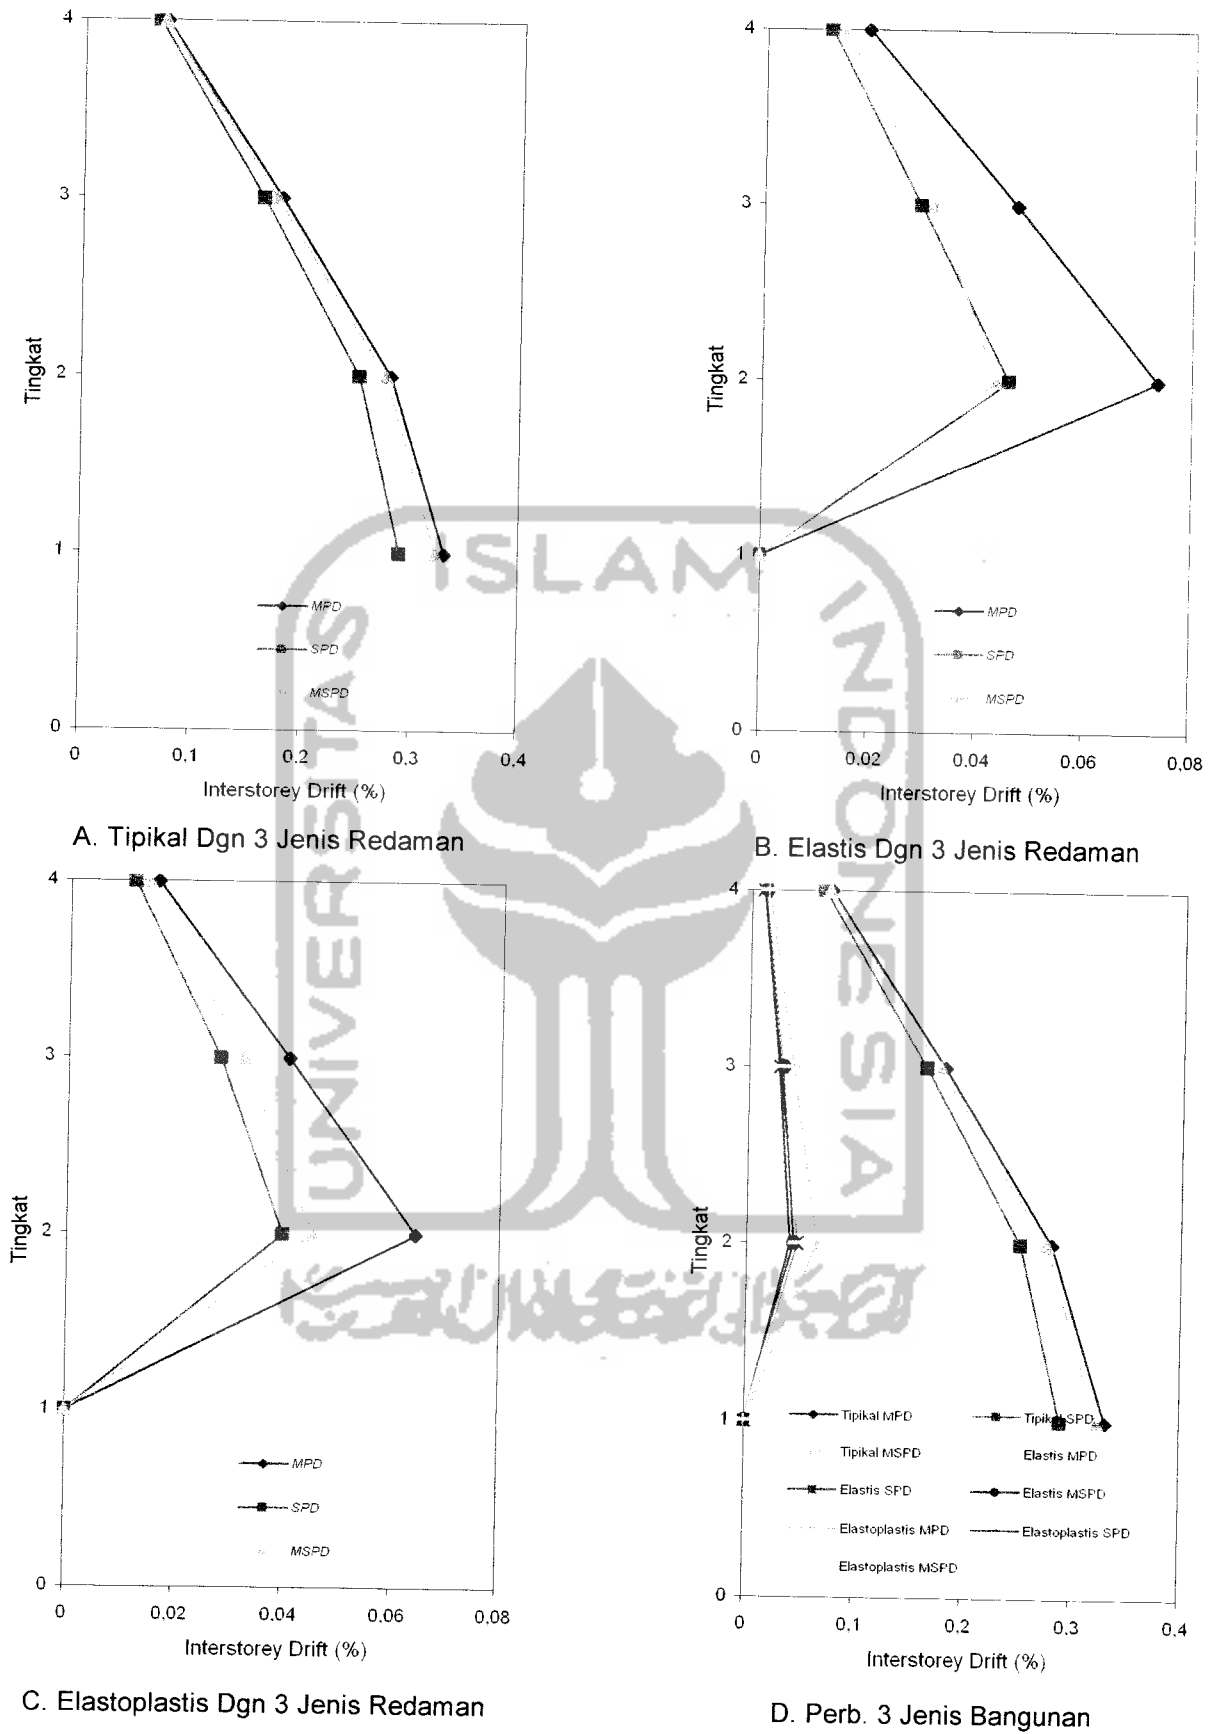 4
3
2
1
0
Tingkat
MPD
SPD
MSPD
0 0,1 0,2 0,3 0,4
Interstorey Drift (%)
A. Tipikal Dgn 3 Jenis Redaman
4
3
2
1
0
Tingkat
MPD
SPD
MSPD
0 0,02 0,04 0,06 0,08
Interstorey Drift (%)
B. Elastis Dgn 3 Jenis Redaman
4
3
2
1
0
Tingkat
MPD
SPD
MSPD
0 0,02 0,04 0,06 0,08
Interstorey Drift (%)
C. Elastoplastis Dgn 3 Jenis Redaman
4
3
2
1
0
Tingkat
Tipikal MPD Tipikal SPD
Tipikal MSPD Elastis MPD
Elastis SPD Elastis MSPD
Elastoplastis MPD Elastoplastis SPD
Elastoplastis MSPD
0 0,1 0,2 0,3 0,4
Interstorey Drift (%)
D. Perb. 3 Jenis Bangunan
UNIVERSITAS
ISLAM
INDONESIA